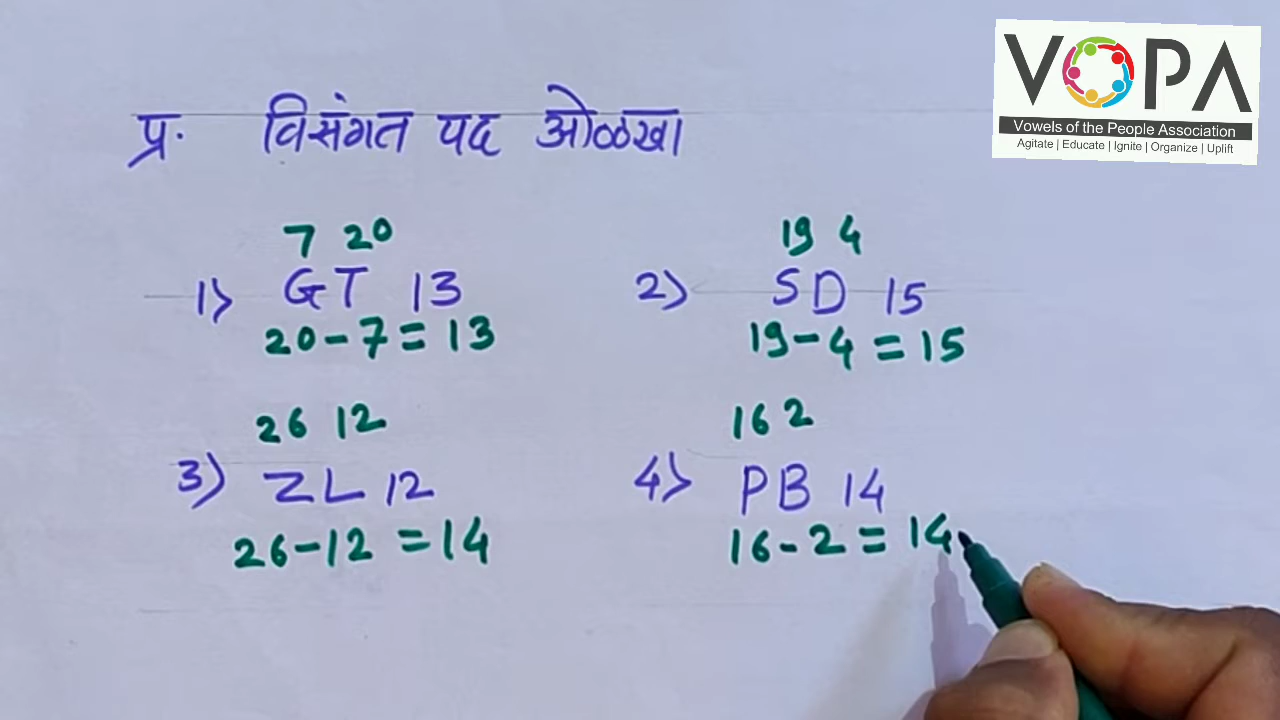 VOPA
Vowels of the People Association
Agitate | Educate | Ignite | Organize | Uplift
प्र. विसंगत पद ओळखा
7 20
1) GT 13
20-7=13
19 4
2) SD 15
19-4=15
26 12
3) ZL 12
26-12=14
16 2
4) PB 14
16-2=14